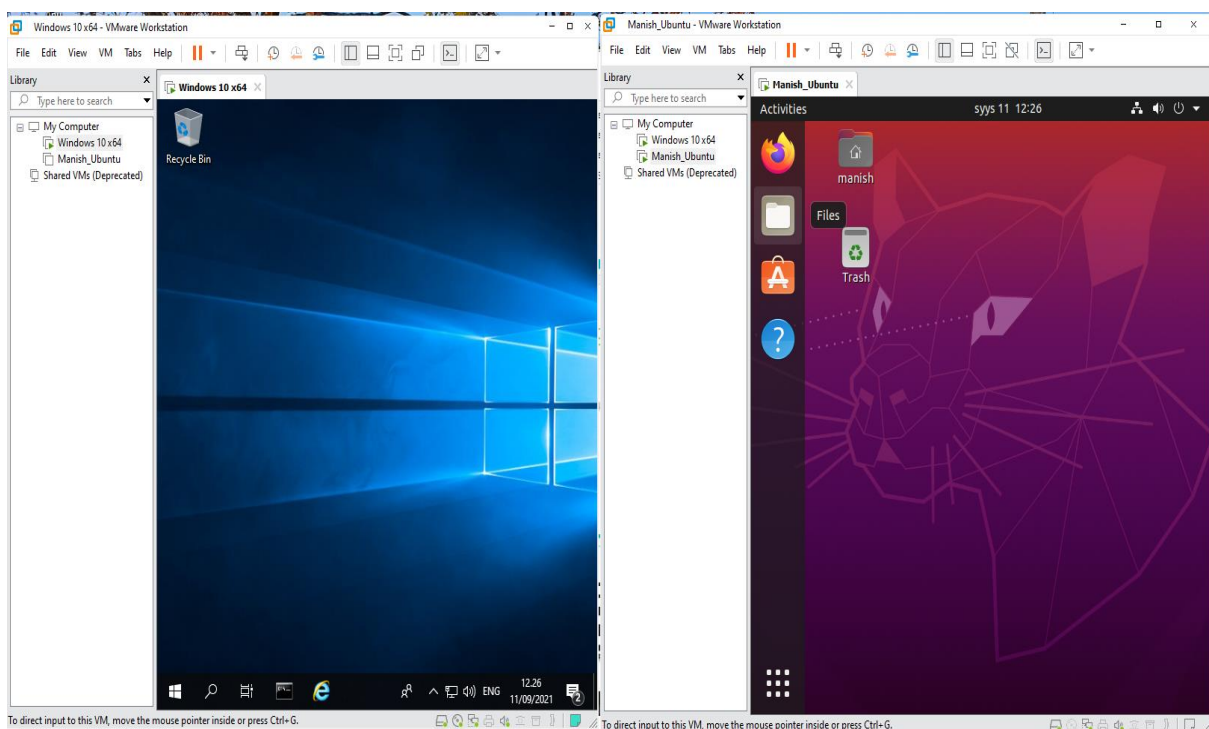 Windows 10 x64 - VMware Workstation
File Edit View VM Tabs Help
Library
Type here to search
My Computer
Windows 10 x64
Manish_Ubuntu
Shared VMs (Deprecated)
Windows 10 x64
Recycle Bin
ENG
12.26
11/09/2021
2
To direct input to this VM, move the mouse pointer inside or press Ctrl+G.
Manish_Ubuntu - VMware Workstation
File Edit View VM Tabs Help
Library
Type here to search
My Computer
Windows 10 x64
Manish_Ubuntu
Shared VMs (Deprecated)
Manish_Ubuntu
Activities
syys 11 12:26
manish
Files
Trash
To direct input to this VM, move the mouse pointer inside or press Ctrl+G.